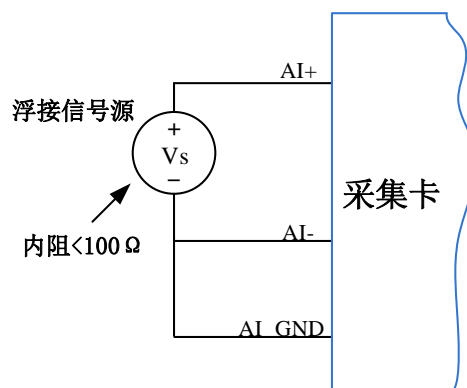 AI+
浮接信号源
+
Vs
−
采集卡
内阻<100Ω
AI-
AI_GND